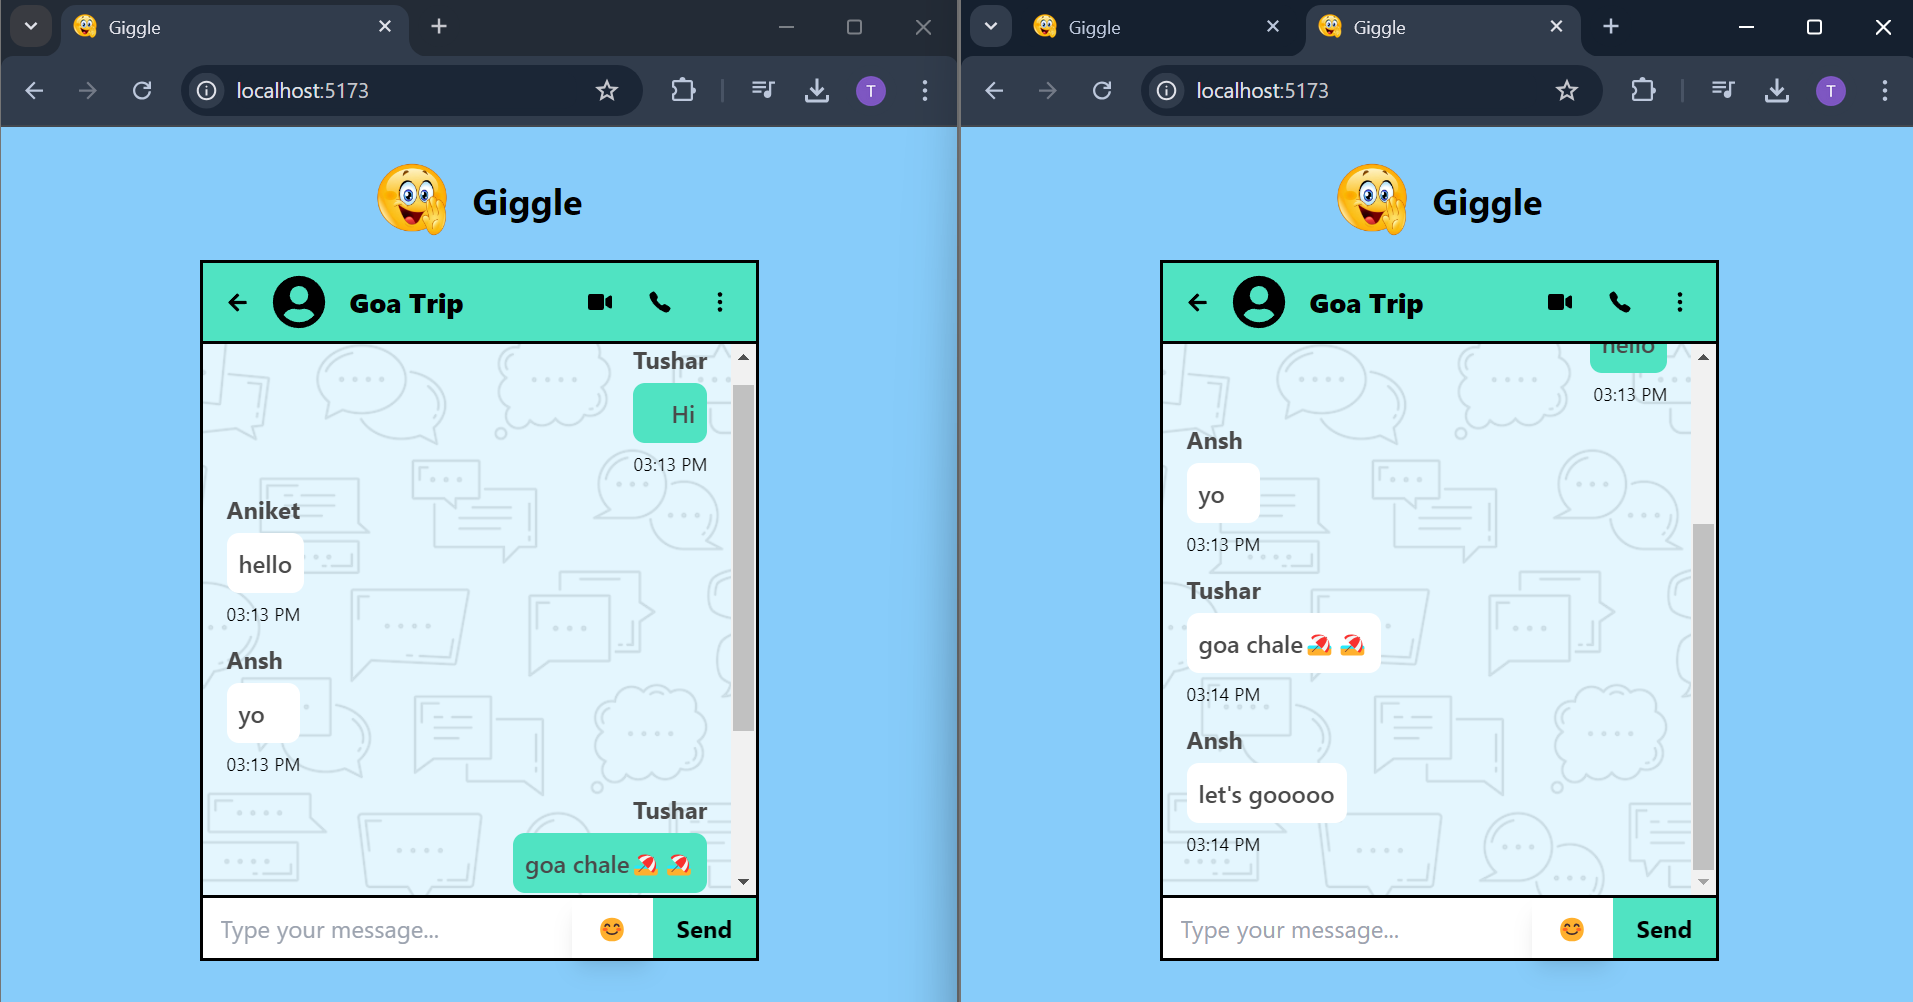 Giggle
localhost:5173
T
Giggle
Goa Trip
Tushar
Hi
03:13 PM
Aniket
hello
03:13 PM
Ansh
yo
03:13 PM
Tushar
goa chale🏖️ 🏖️
Type your message...
😊
Send
Giggle
Giggle
localhost:5173
T
Giggle
Goa Trip
hello
03:13 PM
Ansh
yo
03:13 PM
Tushar
goa chale🏖️ 🏖️
03:14 PM
Ansh
let's gooooo
03:14 PM
Type your message...
😊
Send